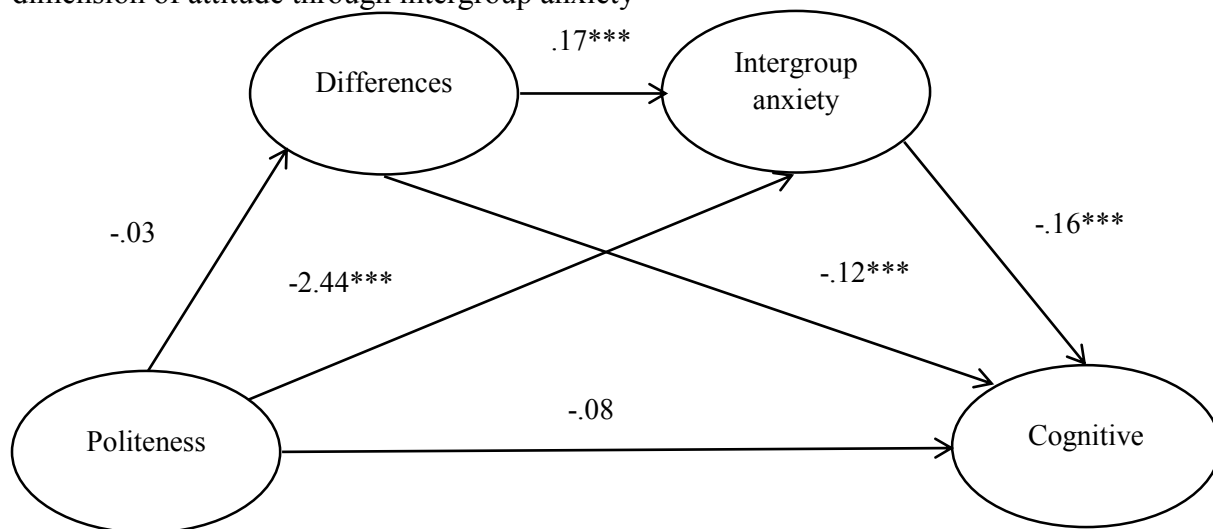 dimension of attitude through intergroup anxiety
.17***
Differences
Intergroup
anxiety
-.03
-2.44***
-.12***
-.16***
-.08
Politeness
Cognitive